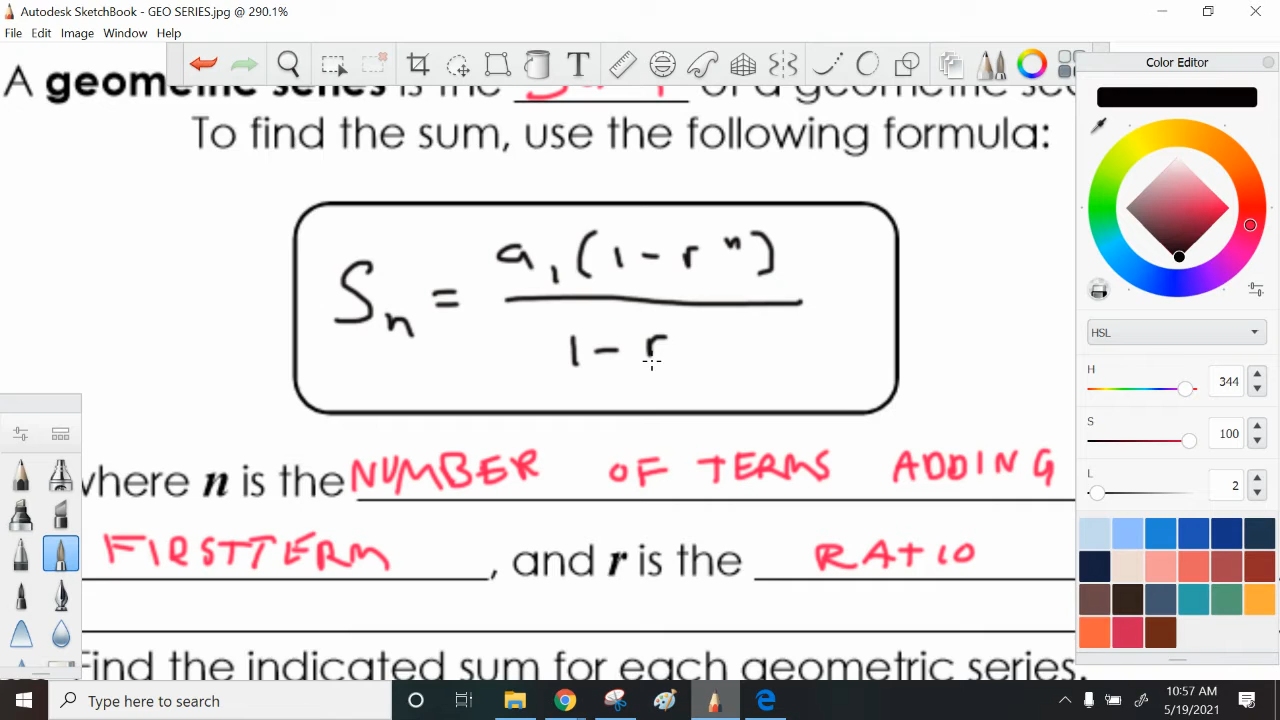 Autodesk SketchBook - GEO SERIES.jpg @ 290.1%
File Edit Image Window Help
Color Editor
A geometric series is the of a geometric
To find the sum, use the following formula:
Sn = a1(1-r^n)
1-r
HSL
H 344
S 100
L 2
where n is the NUMBER OF TERMS ADDING
FIRST TERM, and r is the RATIO
Find the indicated sum for each geometric series.
Type here to search
10:57 AM
5/19/2021